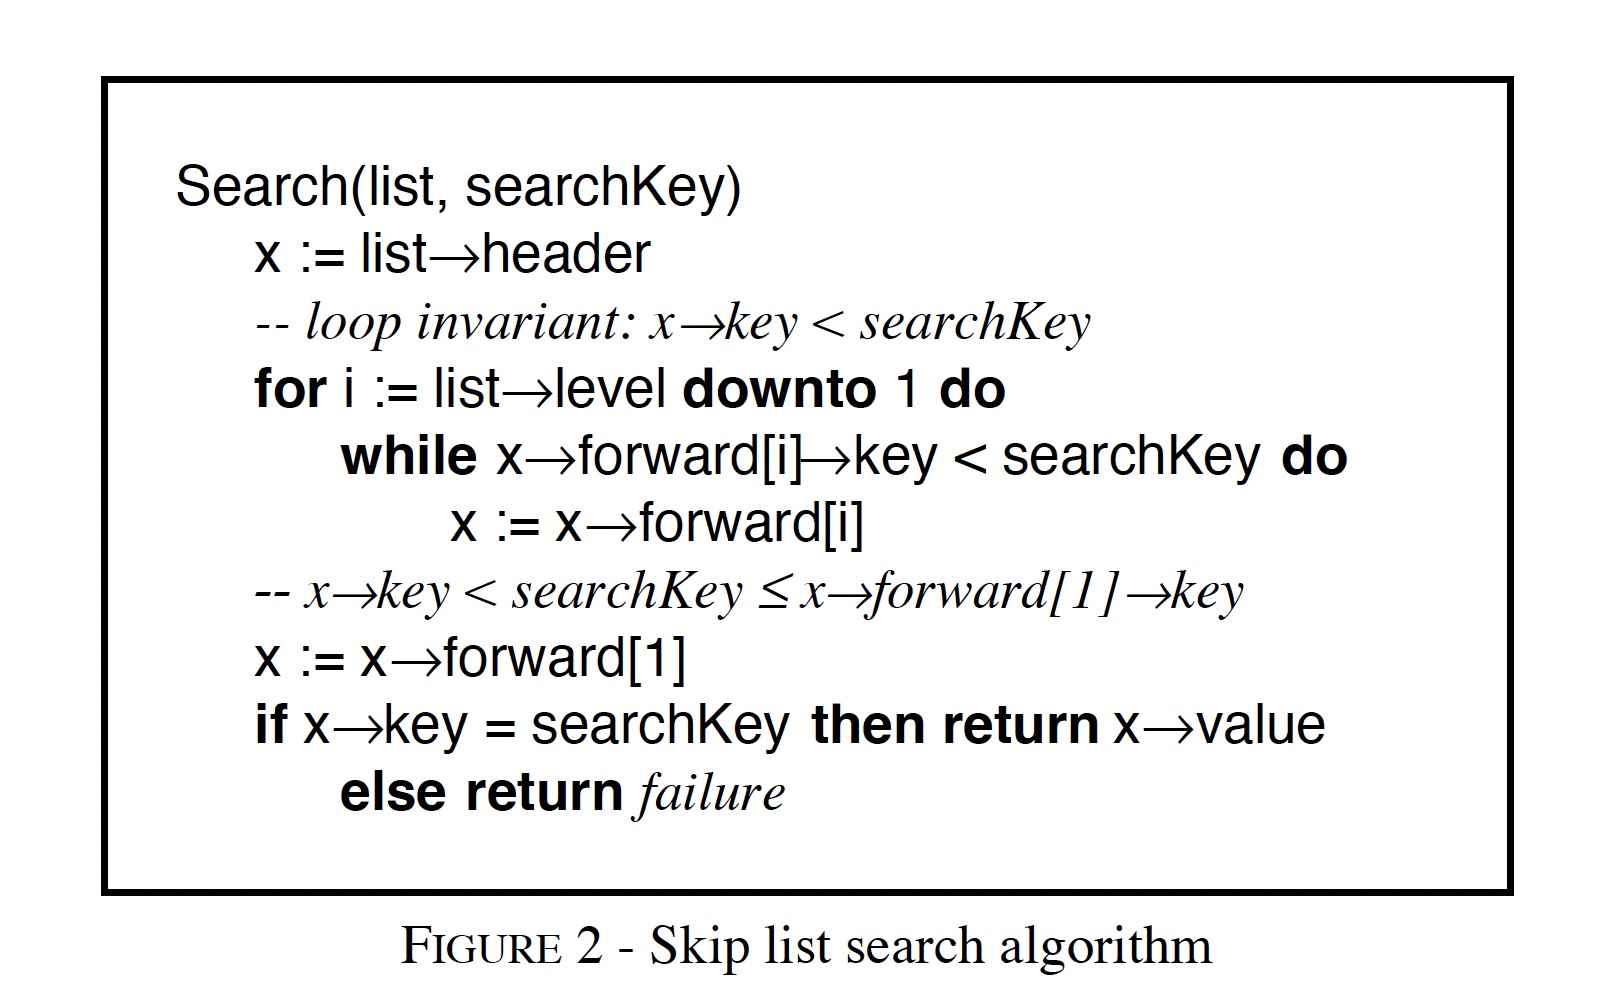 Search(list, searchKey)
x := list→header
-- loop invariant: x→key < searchKey
for i := list→level downto 1 do
while x→forward[i]→key < searchKey do
x := x→forward[i]
-- x→key < searchKey ≤ x→forward[1]→key
x := x→forward[1]
if x→key = searchKey then return x→value
else return failure
FIGURE 2 - Skip list search algorithm